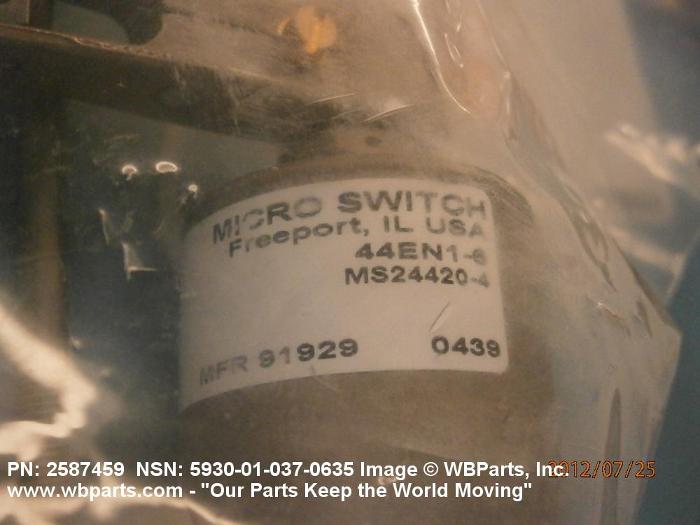 MICRO SWITCH
Freeport, IL USA
44EN1-6
MS24420-4
MFR 91929 0439
PN: 2587459 NSN: 5930-01-037-0635 Image © WBParts, Inc.
2012/07/25
www.wbparts.com - "Our Parts Keep the World Moving"